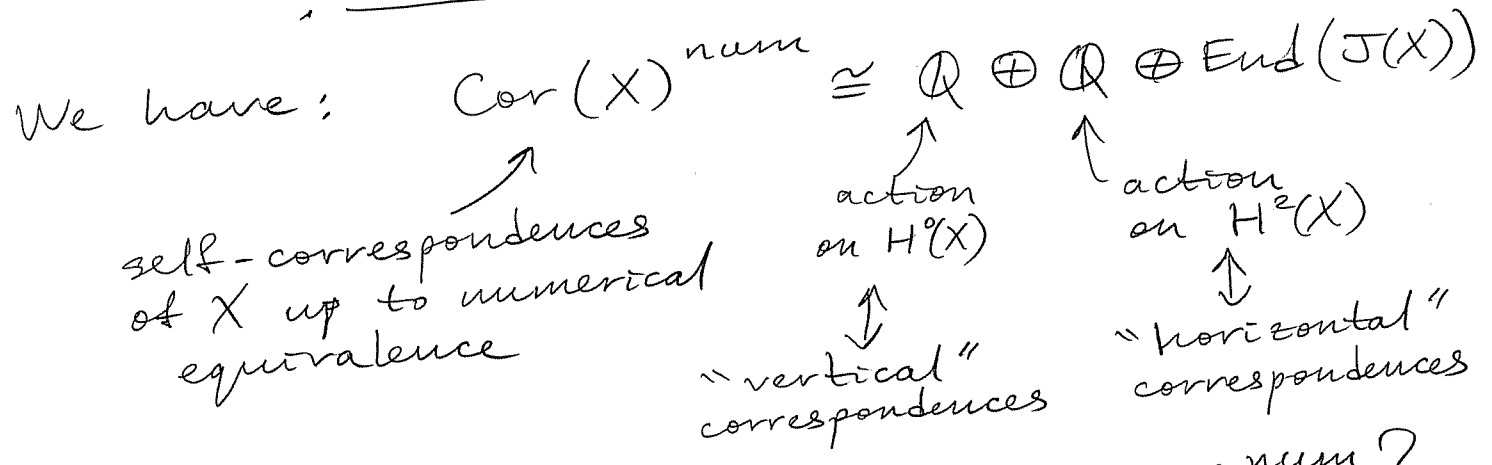 We have: Cor(X)^num ≅ ℚ ⊕ ℚ ⊕ End(J(X))
self-correspondences
of X up to numerical
equivalence
action
on H⁰(X)
"vertical"
correspondences
action
on H²(X)
"horizontal"
correspondences
num?